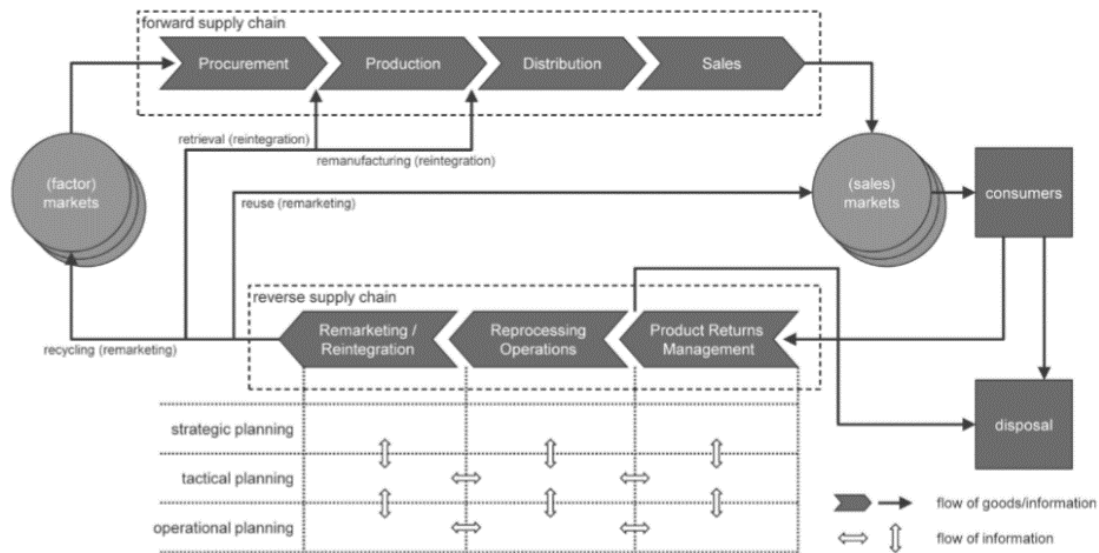 forward supply chain
Procurement
Production
Distribution
Sales
retrieval (reintegration)
remanufacturing (reintegration)
(factor)
markets
reuse (remarketing)
(sales)
markets
consumers
reverse supply chain
Remarketing /
Reintegration
Reprocessing
Operations
Product Returns
Management
recycling (remarketing)
strategic planning
tactical planning
operational planning
disposal
flow of goods/information
flow of information